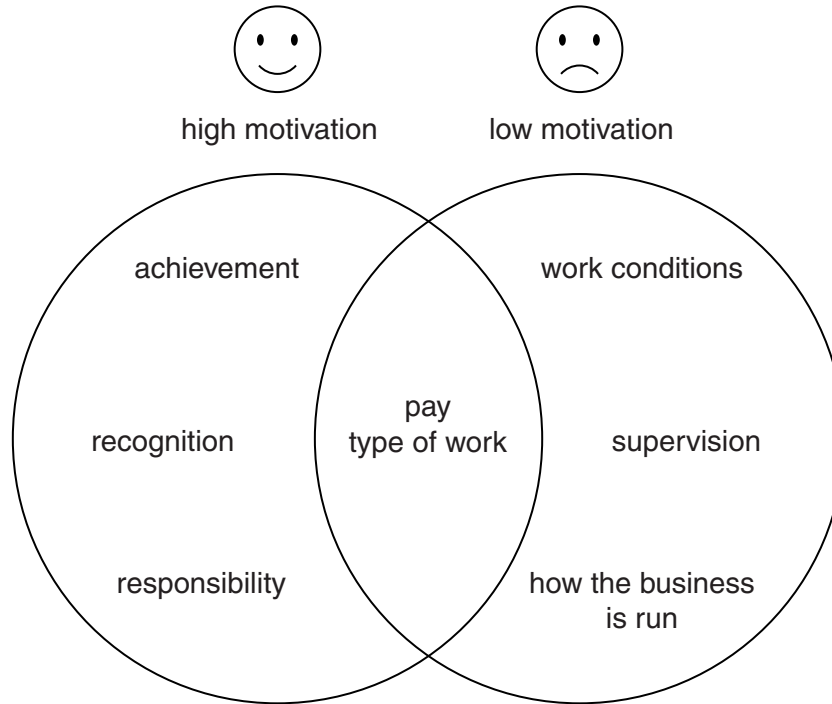 high motivation
low motivation
achievement
work conditions
pay
type of work
recognition
supervision
responsibility
how the business
is run